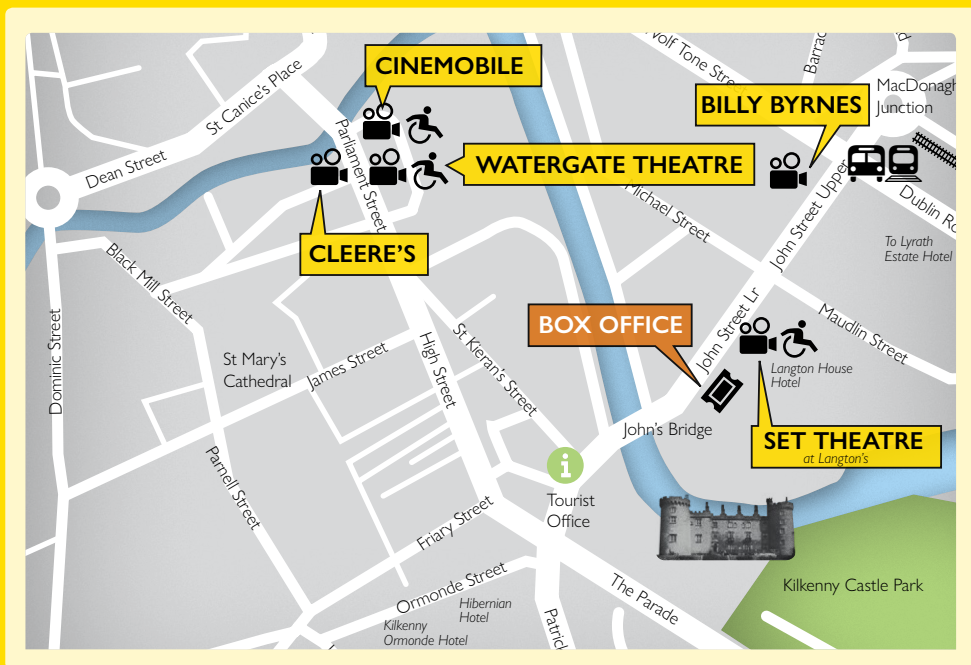 CINEMOBILE
St Canice's Place
Wolf Tone Street
Barrac
MacDonagh
Junction
BILLY BYRNES
Parliament Street
WATERGATE THEATRE
Dean Street
Michael Street
John Street Upper
Dublin Ro
To Lyrath
Estate Hotel
CLEERE'S
Black Mill Street
Dominic Street
BOX OFFICE
John Street Lr
Maudlin Street
High Street
St Kieran's Street
St Mary's
Cathedral
James Street
Langton House
Hotel
John's Bridge
SET THEATRE
at Langton's
Parnell Street
Tourist
Office
Friary Street
Ormonde Street
Hibernian
Hotel
Kilkenny
Ormonde Hotel
Patrick
The Parade
Kilkenny Castle Park